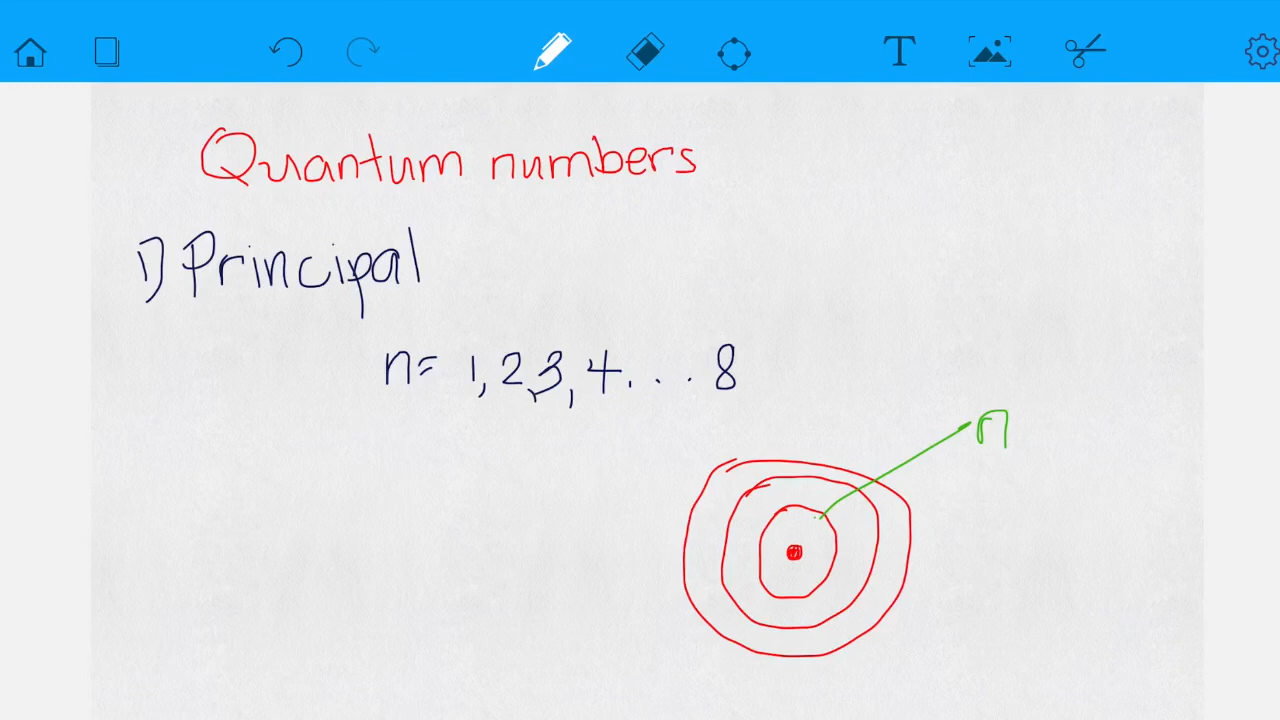 Quantum numbers
1) Principal
n= 1,2,3,4... 8
n